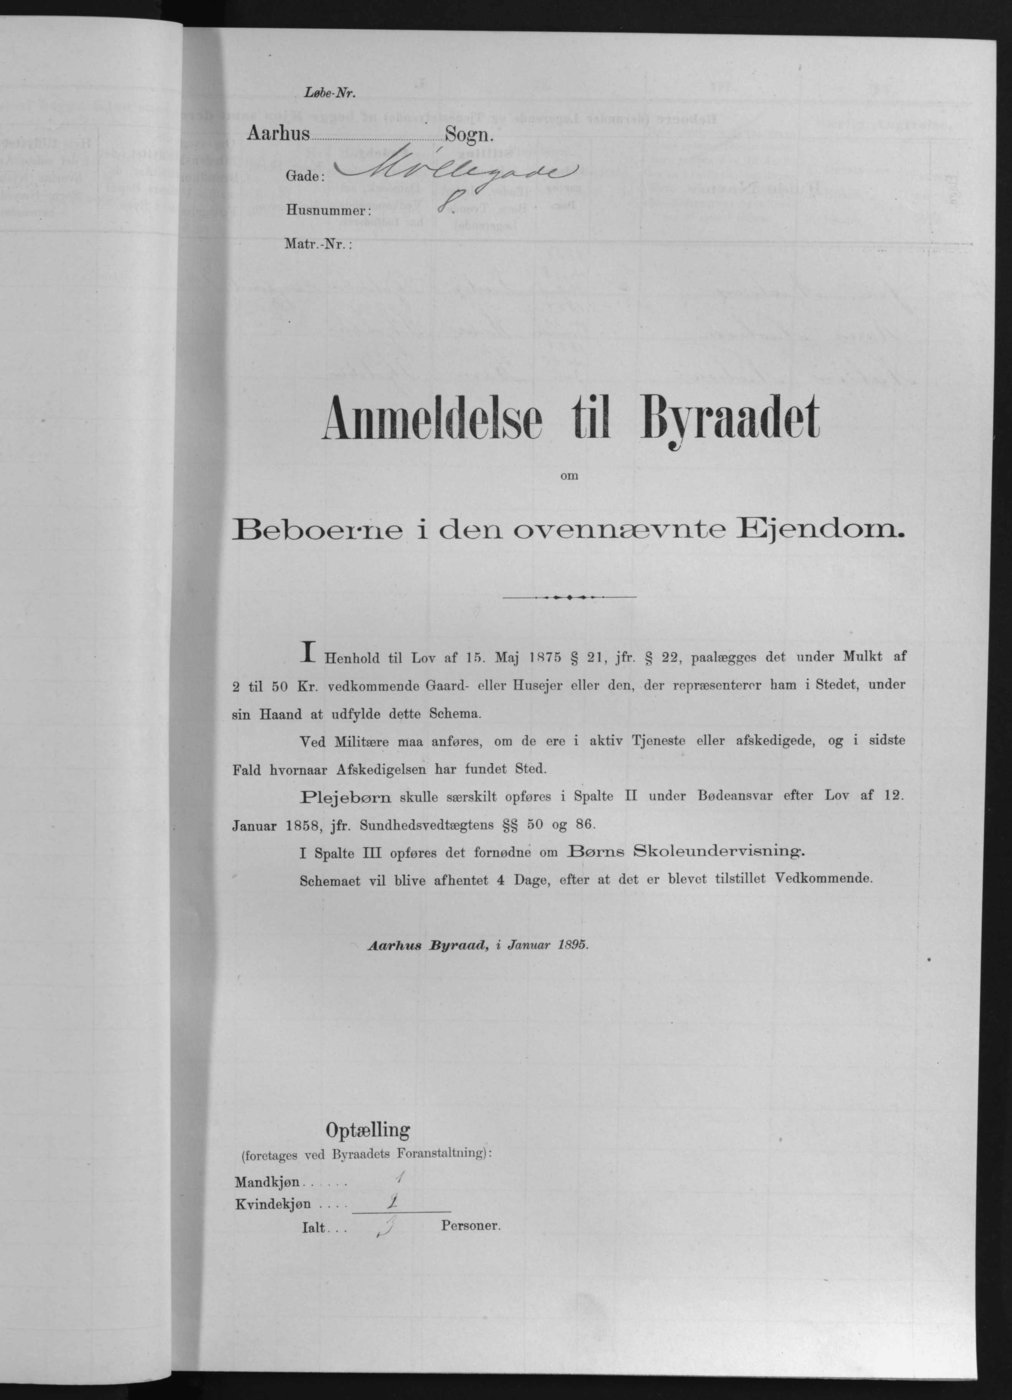 Løbe-Nr.
Aarhus Sogn.
Gade: Møllegade
Husnummer: 8.
Matr.-Nr.:
Anmeldelse til Byraadet
om
Beboerne i den ovennævnte Ejendom.
I Henhold til Lov af 15. Maj 1875 § 21, jfr. § 22, paalægges det under Mulkt af
2 til 50 Kr. vedkommende Gaard- eller Husejer eller den, der repræsenterer ham i Stedet, under
sin Haand at udfylde dette Schema.
Ved Militære maa anføres, om de ere i aktiv Tjeneste eller afskedigede, og i sidste
Fald hvornaar Afskedigelsen har fundet Sted.
Plejebørn skulle særskilt opføres i Spalte II under Bødeansvar efter Lov af 12.
Januar 1858, jfr. Sundhedsvedtægtens §§ 50 og 86.
I Spalte III opføres det fornødne om Børns Skoleundervisning.
Schemaet vil blive afhentet 4 Dage, efter at det er blevet tilstillet Vedkommende.
Aarhus Byraad, i Januar 1895.
Optælling
(foretages ved Byraadets Foranstaltning):
Mandkjøn...... 1
Kvindekjøn .... 2
Ialt... 3 Personer.